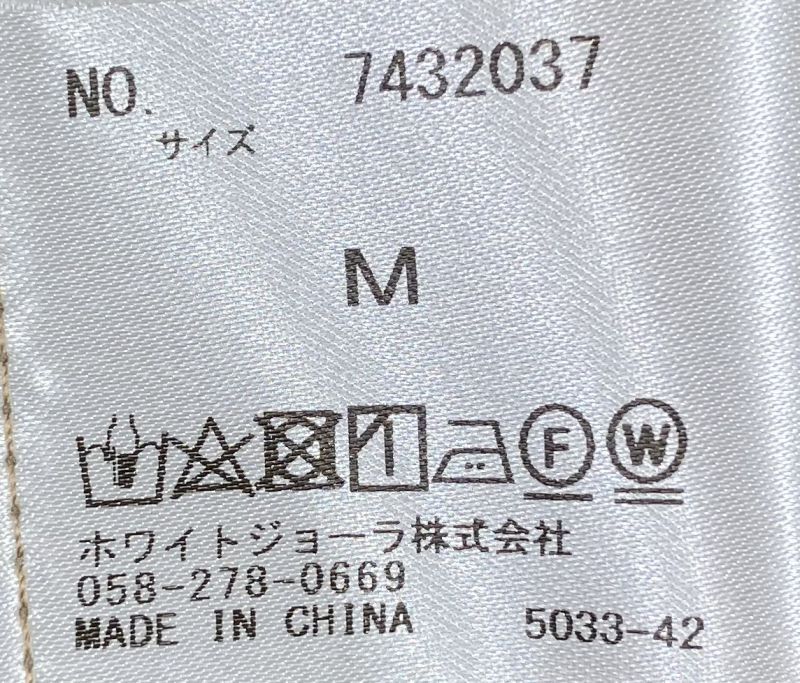 NO. 7432037
サイズ
M
F W
ホワイトジョーラ株式会社
058-278-0669
MADE IN CHINA 5033-42